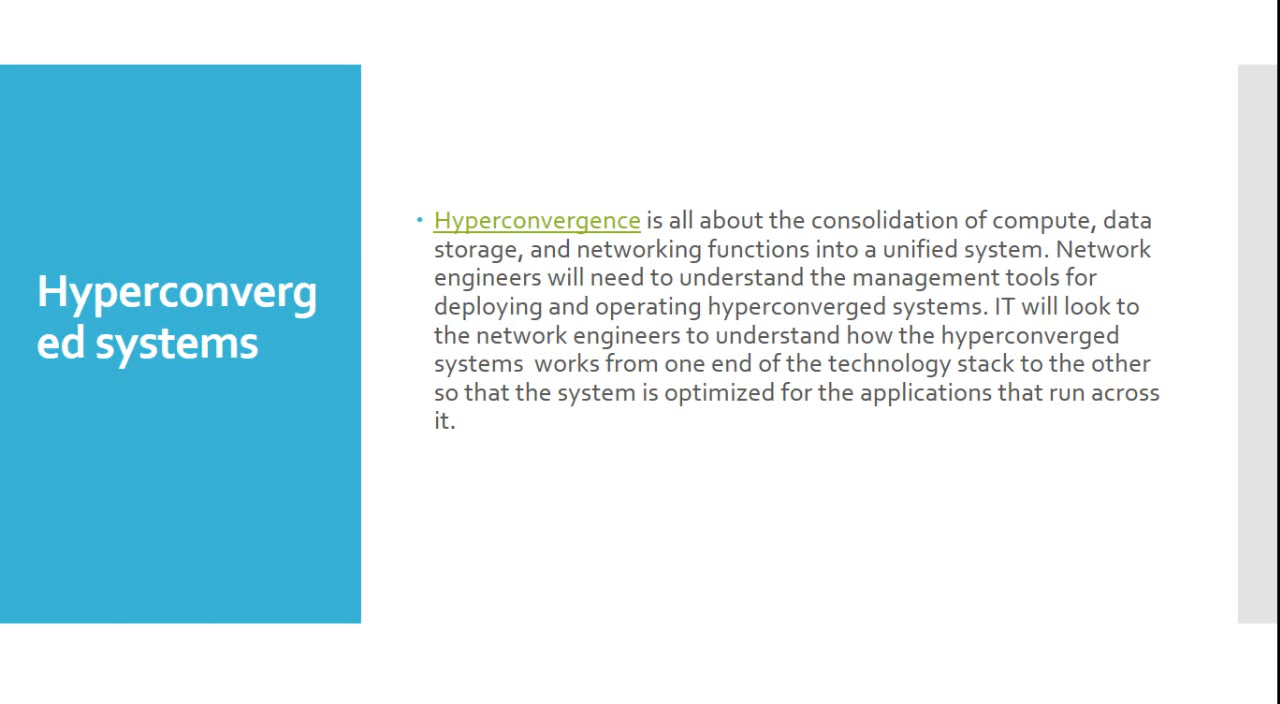 Hyperconverg
ed systems
• Hyperconvergence is all about the consolidation of compute, data
storage, and networking functions into a unified system. Network
engineers will need to understand the management tools for
deploying and operating hyperconverged systems. IT will look to
the network engineers to understand how the hyperconverged
systems  works from one end of the technology stack to the other
so that the system is optimized for the applications that run across
it.